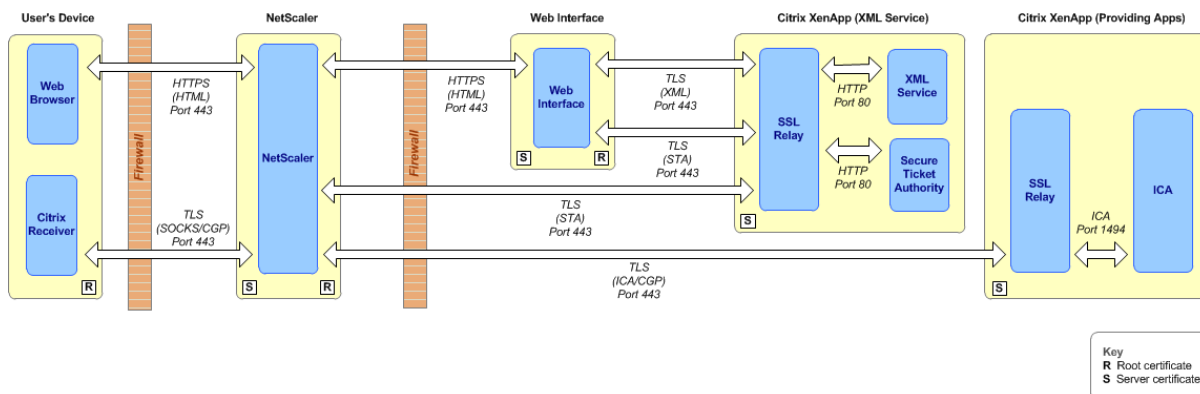 User's Device
NetScaler
Web Interface
Citrix XenApp (XML Service)
Citrix XenApp (Providing Apps)
Web
Browser
HTTPS
(HTML)
Port 443
Firewall
NetScaler
HTTPS
(HTML)
Port 443
Firewall
Web
Interface
S
R
TLS
(XML)
Port 443
TLS
(STA)
Port 443
SSL
Relay
HTTP
Port 80
XML
Service
HTTP
Port 80
Secure
Ticket
Authority
S
Citrix
Receiver
R
TLS
(SOCKS/CGP)
Port 443
S
R
TLS
(STA)
Port 443
TLS
(ICA/CGP)
Port 443
SSL
Relay
ICA
Port 1494
ICA
S
Key
R Root certificate
S Server certificate